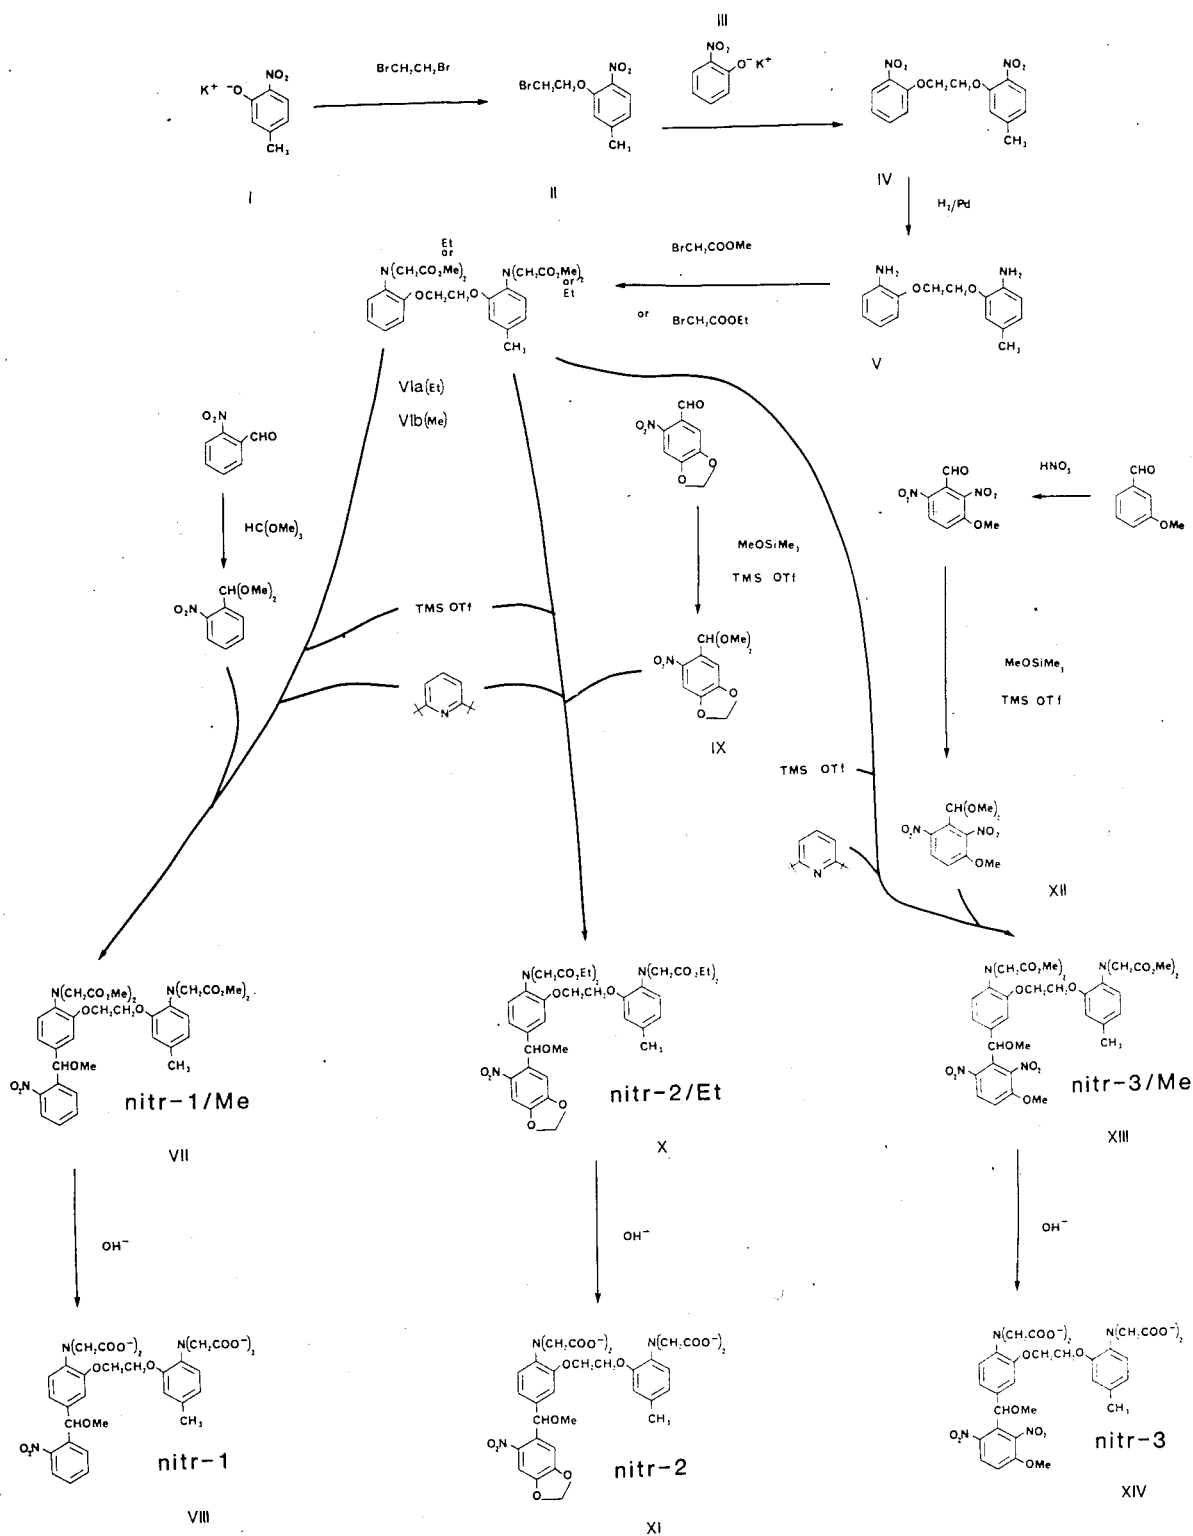 III
NO₂
K⁺ ⁻O
CH₃
I
BrCH₂CH₂Br
BrCH₂CH₂O
NO₂
CH₃
II
NO₂
O⁻ K⁺
NO₂
OCH₂CH₂O
NO₂
CH₃
IV
H₂/Pd
NH₂
OCH₂CH₂O
NH₂
CH₃
V
BrCH₂COOMe
or BrCH₂COOEt
Et
or
N(CH₂CO₂Me)₂
OCH₂CH₂O
N(CH₂CO₂Me)₂
or
Et
CH₃
VIa(Et)
VIb(Me)
O₂N
CHO
HC(OMe)₃
CH(OMe)₂
O₂N
TMS OTf
N
CHO
O₂N
O
O
MeOSiMe₃
TMS OTf
CH(OMe)₂
O₂N
O
O
IX
CHO
OMe
HNO₃
CHO
O₂N
NO₂
OMe
MeOSiMe₃
TMS OTf
TMS OTf
N
CH(OMe)₂
O₂N
NO₂
OMe
XII
N(CH₂CO₂Me)₂
OCH₂CH₂O
N(CH₂CO₂Me)₂
CH₃
CHOMe
O₂N
nitr-1/Me
VII
N(CH₂CO₂Et)₂
OCH₂CH₂O
N(CH₂CO₂Et)₂
CH₃
CHOMe
O₂N
O
O
nitr-2/Et
X
N(CH₂CO₂Me)₂
OCH₂CH₂O
N(CH₂CO₂Me)₂
CH₃
CHOMe
O₂N
NO₂
OMe
nitr-3/Me
XIII
OH⁻
OH⁻
OH⁻
N(CH₂COO⁻)₂
OCH₂CH₂O
N(CH₂COO⁻)₂
CH₃
CHOMe
O₂N
nitr-1
VIII
N(CH₂COO⁻)₂
OCH₂CH₂O
N(CH₂COO⁻)₂
CH₃
CHOMe
O₂N
O
O
nitr-2
XI
N(CH₂COO⁻)₂
OCH₂CH₂O
N(CH₂COO⁻)₂
CH₃
CHOMe
O₂N
NO₂
OMe
nitr-3
XIV